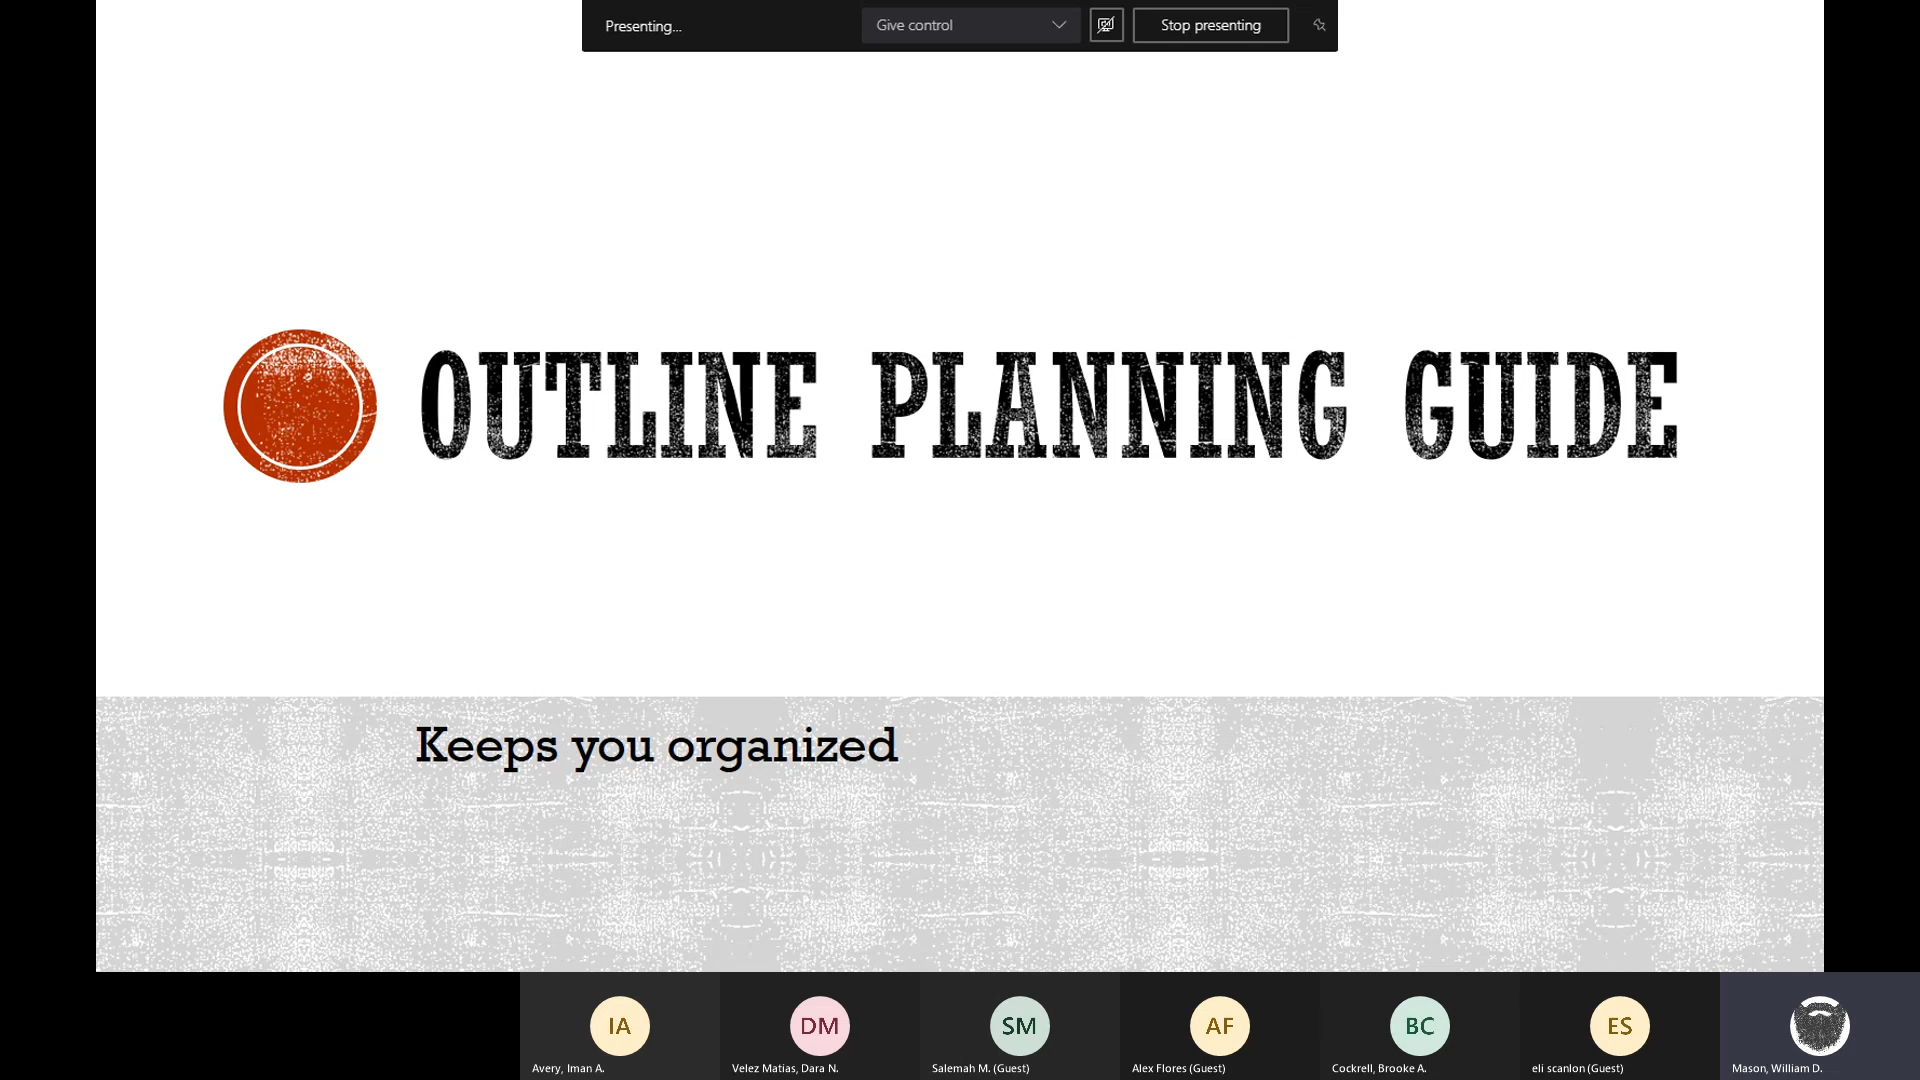 Presenting...
Give control
Stop presenting
OUTLINE PLANNING GUIDE
Keeps you organized
IA
DM
SM
AF
BC
ES
Avery, Iman A.
Velez Matias, Dara N.
Salemah M. (Guest)
Alex Flores (Guest)
Cockrell, Brooke A.
eli scanlon (Guest)
Mason, William D.